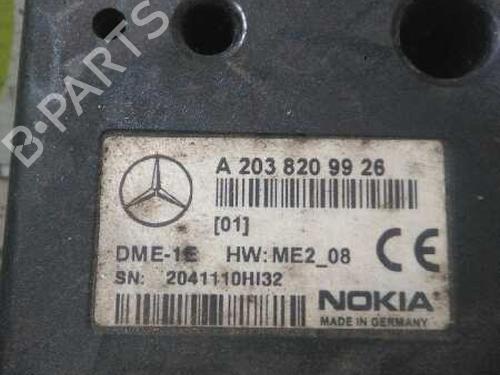 B-PARTS
A 203 820 99 26
[01]
DME-1E HW: ME2_08
SN: 2041110HI32
CE
NOKIA
MADE IN GERMANY